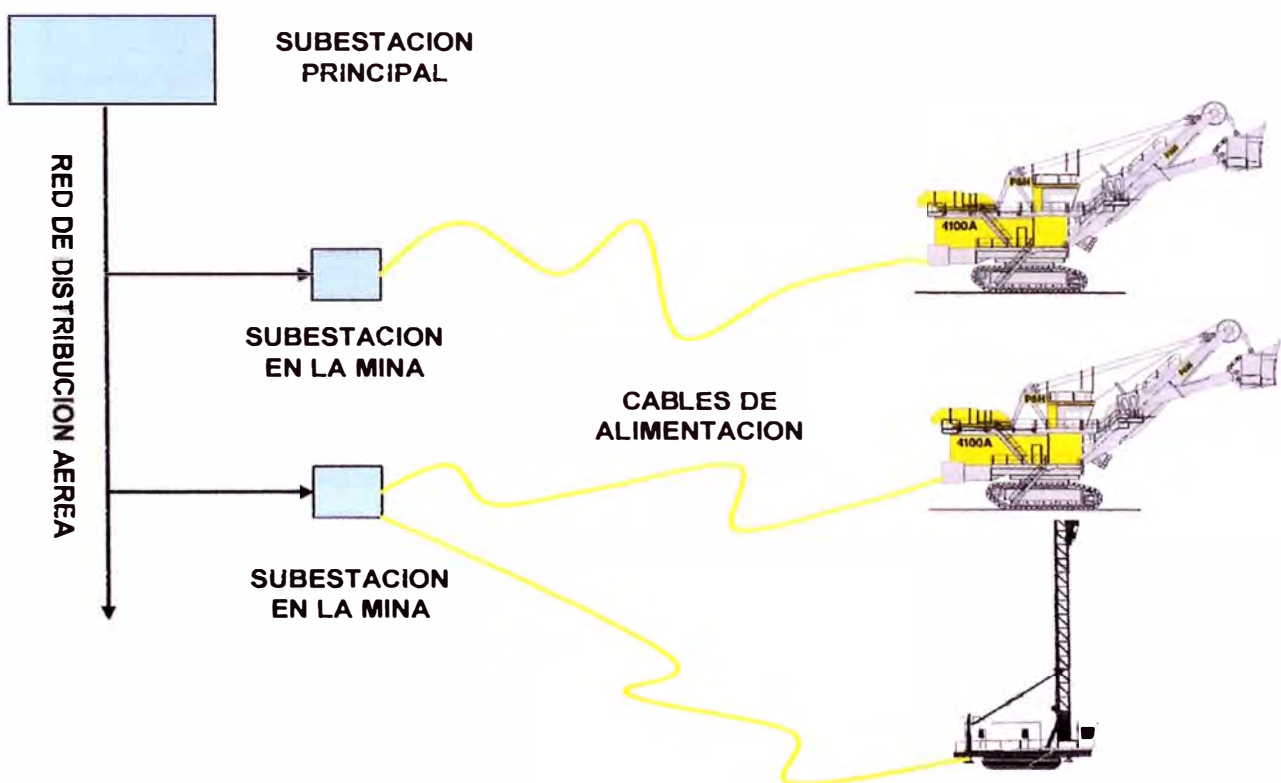 SUBESTACION
PRINCIPAL
RED DE DISTRIBUCION AEREA
P&H
P&H
4100A
SUBESTACION
EN LA MINA
CABLES DE
ALIMENTACION
P&H
P&H
4100A
SUBESTACION
EN LA MINA